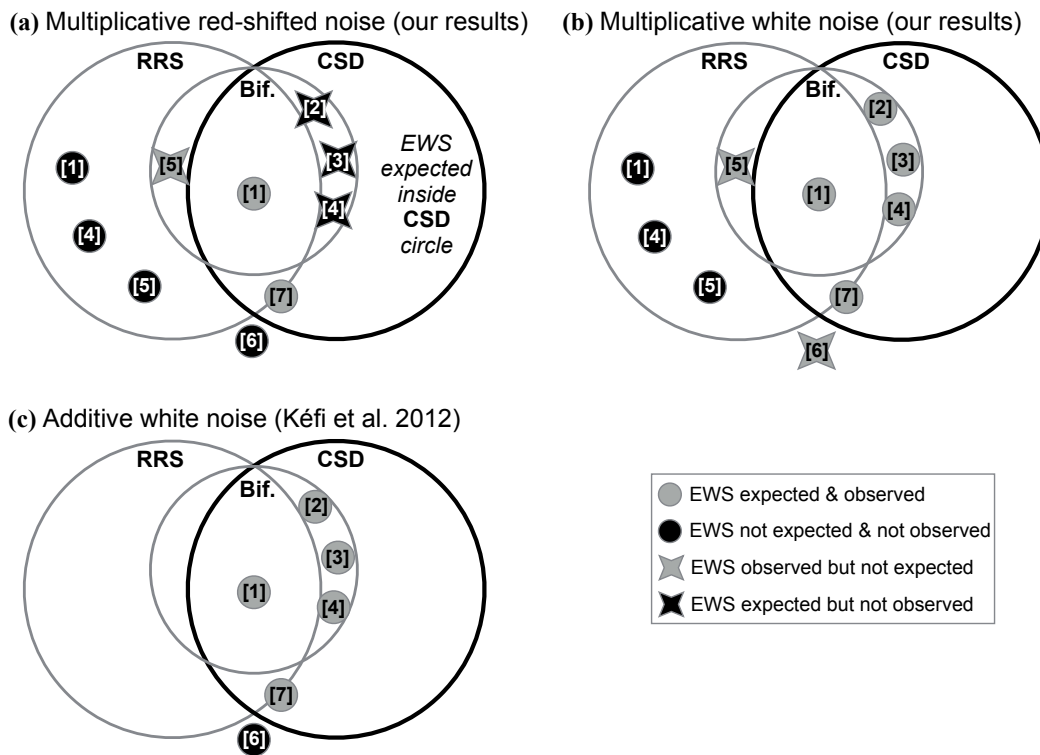 (a) Multiplicative red-shifted noise (our results)
RRS
CSD
Bif.
[2]
[1]
[5]
[3]
EWS
expected
inside
CSD
circle
[1]
[4]
[4]
[5]
[7]
[6]
(b) Multiplicative white noise (our results)
RRS
CSD
Bif.
[2]
[1]
[5]
[3]
[1]
[4]
[4]
[5]
[7]
[6]
(c) Additive white noise (Kéfi et al. 2012)
RRS
CSD
Bif.
[2]
[3]
[1]
[4]
[7]
[6]
EWS expected & observed
EWS not expected & not observed
EWS observed but not expected
EWS expected but not observed